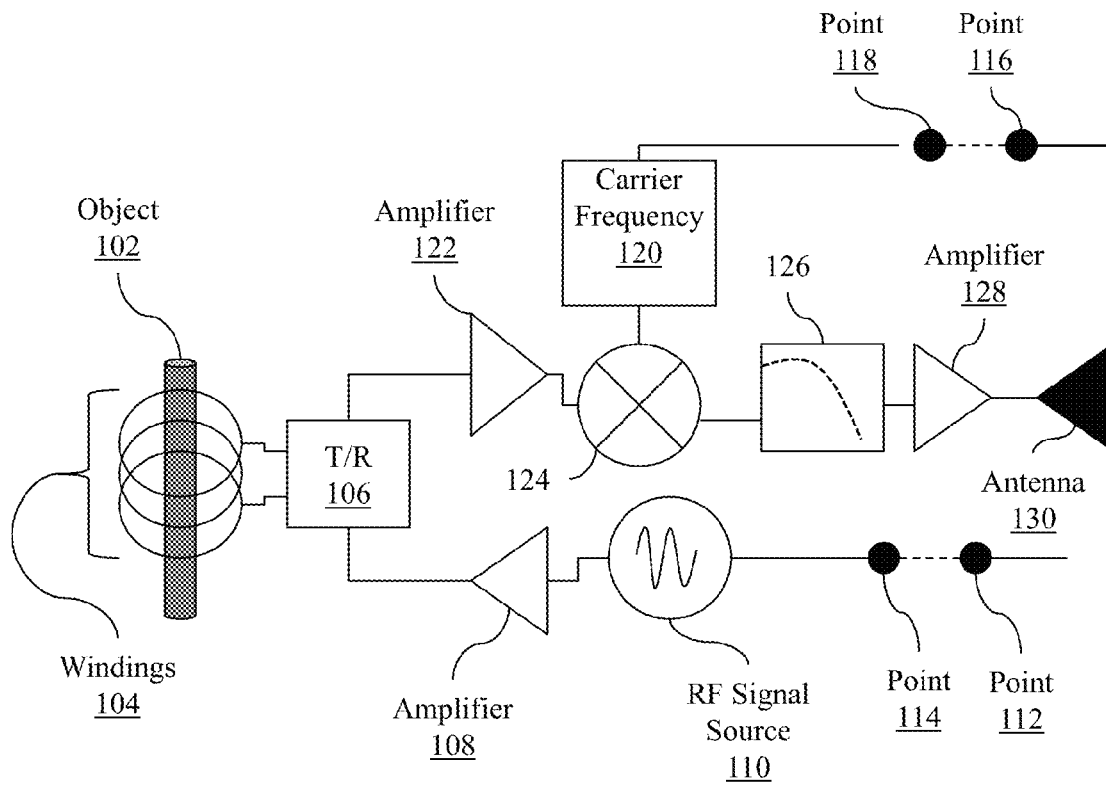 Point
118
Point
116
Object
102
Amplifier
122
Carrier
Frequency
120
126
Amplifier
128
T/R
106
124
Antenna
130
Windings
104
Amplifier
108
RF Signal
Source
110
Point
114
Point
112